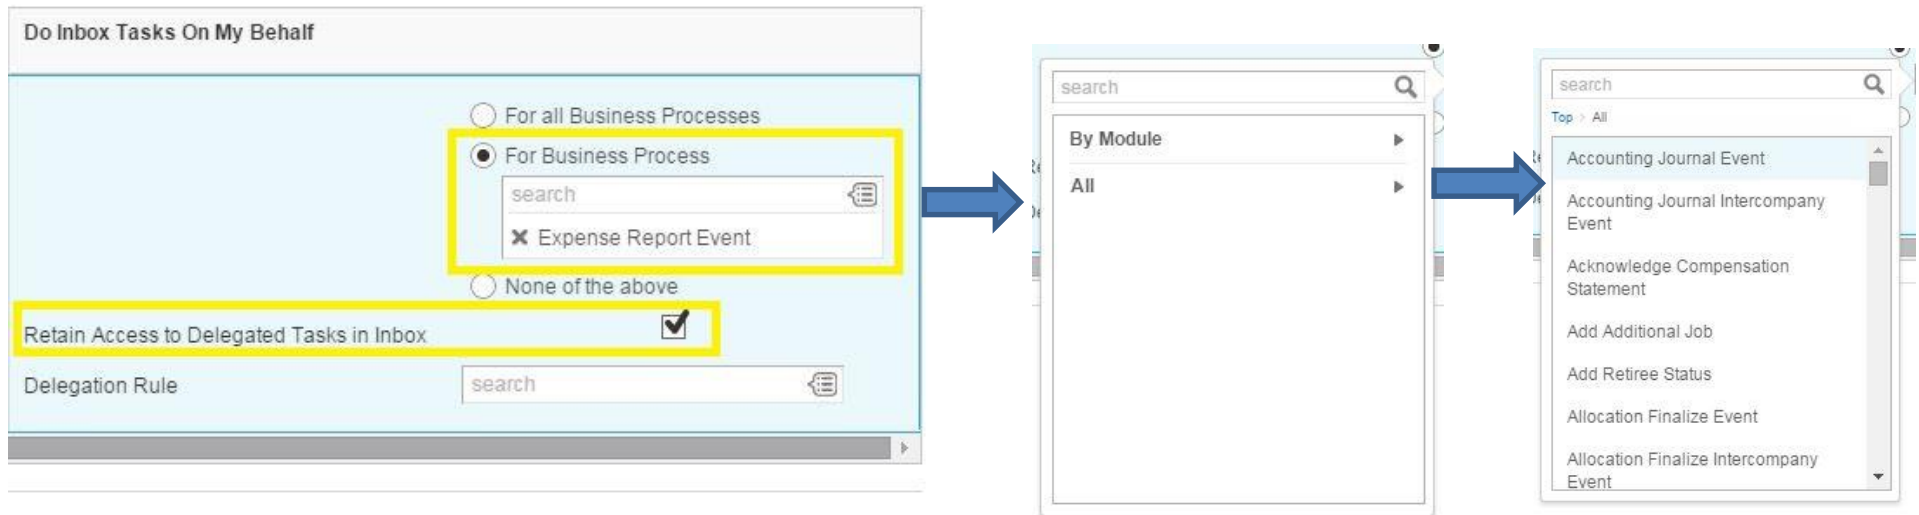 Do Inbox Tasks On My Behalf
For all Business Processes
For Business Process
search
Expense Report Event
None of the above
Retain Access to Delegated Tasks in Inbox
Delegation Rule
search
search
By Module
All
search
Top > All
Accounting Journal Event
Accounting Journal Intercompany
Event
Acknowledge Compensation
Statement
Add Additional Job
Add Retiree Status
Allocation Finalize Event
Allocation Finalize Intercompany
Event